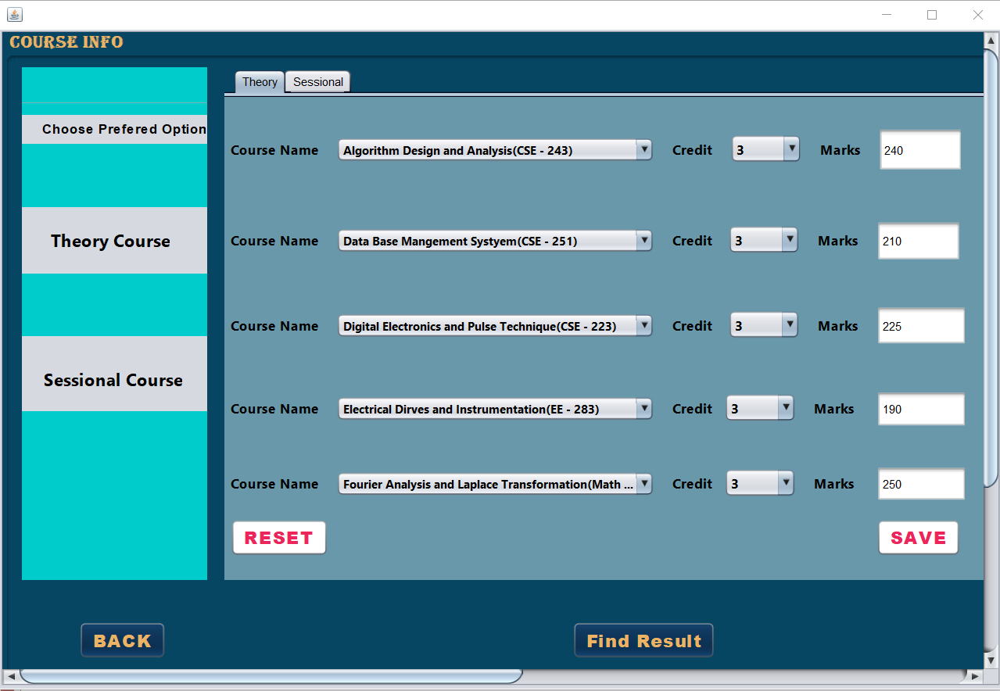 COURSE INFO
Theory Sessional
Choose Prefered Option
Course Name Algorithm Design and Analysis(CSE - 243) Credit 3 Marks 240
Theory Course
Course Name Data Base Mangement Systyem(CSE - 251) Credit 3 Marks 210
Course Name Digital Electronics and Pulse Technique(CSE - 223) Credit 3 Marks 225
Sessional Course
Course Name Electrical Dirves and Instrumentation(EE - 283) Credit 3 Marks 190
Course Name Fourier Analysis and Laplace Transformation(Math ... Credit 3 Marks 250
RESET SAVE
BACK Find Result